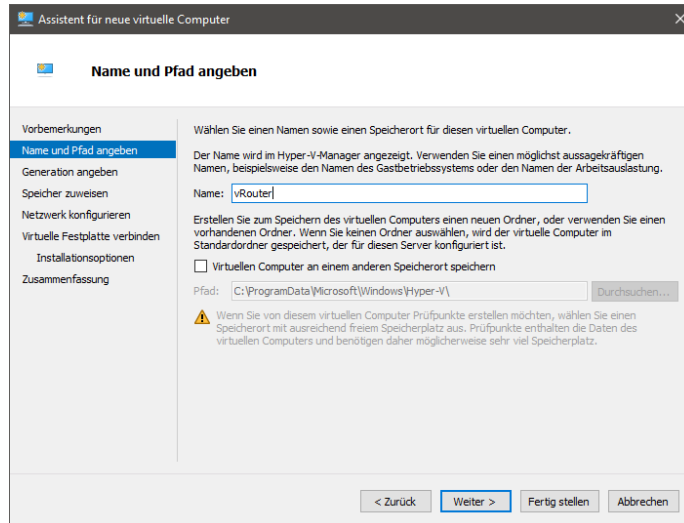 Assistent für neue virtuelle Computer
Name und Pfad angeben
Vorbemerkungen
Name und Pfad angeben
Generation angeben
Speicher zuweisen
Netzwerk konfigurieren
Virtuelle Festplatte verbinden
Installationsoptionen
Zusammenfassung
Wählen Sie einen Namen sowie einen Speicherort für diesen virtuellen Computer.
Der Name wird im Hyper-V-Manager angezeigt. Verwenden Sie einen möglichst aussagekräftigen
Namen, beispielsweise den Namen des Gastbetriebssystems oder den Namen der Arbeitsauslastung.
Name: vRouter
Erstellen Sie zum Speichern des virtuellen Computers einen neuen Ordner, oder verwenden Sie einen
vorhandenen Ordner. Wenn Sie keinen Ordner auswählen, wird der virtuelle Computer im
Standardordner gespeichert, der für diesen Server konfiguriert ist.
Virtuellen Computer an einem anderen Speicherort speichern
Pfad: C:\ProgramData\Microsoft\Windows\Hyper-V\ Durchsuchen...
Wenn Sie von diesem virtuellen Computer Prüfpunkte erstellen möchten, wählen Sie einen
Speicherort mit ausreichend freiem Speicherplatz aus. Prüfpunkte enthalten die Daten des
virtuellen Computers und benötigen daher möglicherweise sehr viel Speicherplatz.
< Zurück Weiter > Fertig stellen Abbrechen